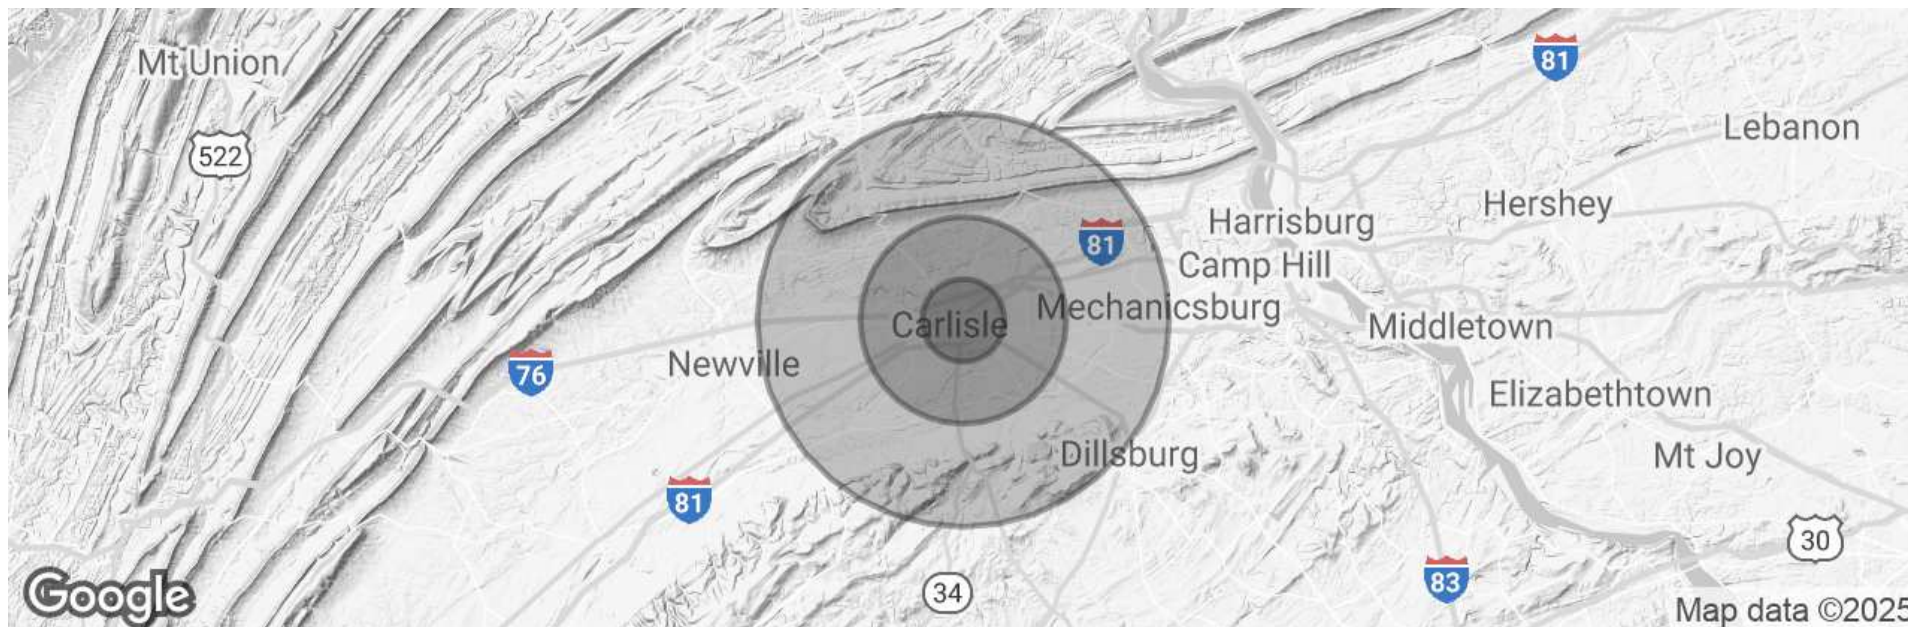 Mt Union
81
522
Lebanon
Hershey
Harrisburg
81
Camp Hill
Mechanicsburg
Carlisle
Middletown
Newville
76
Elizabethtown
Dillsburg
Mt Joy
81
30
83
34
Google
Map data ©2025